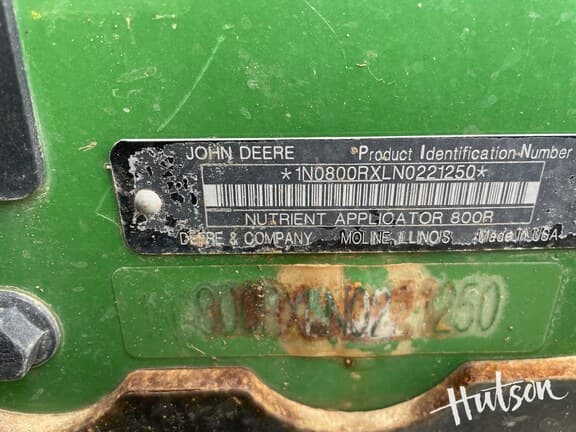 JOHN DEERE Product Identification Number
*1N0800RXLN0221250*
NUTRIENT APPLICATOR 800R
DEERE & COMPANY MOLINE, ILLINOIS Made in USA
Hutson